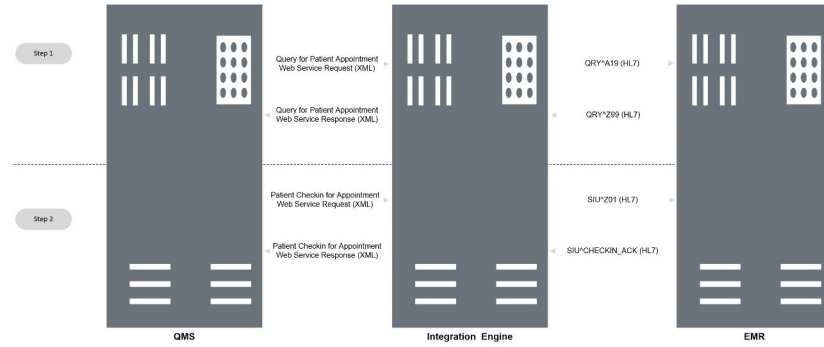 Step 1
Query for Patient Appointment
Web Service Request (XML)
QRY^A19 (HL7)
Query for Patient Appointment
Web Service Response (XML)
QRY^Z99 (HL7)
Step 2
Patient Checkin for Appointment
Web Service Request (XML)
SIU^Z01 (HL7)
Patient Checkin for Appointment
Web Service Response (XML)
SIU^CHECKIN_ACK (HL7)
QMS
Integration Engine
EMR